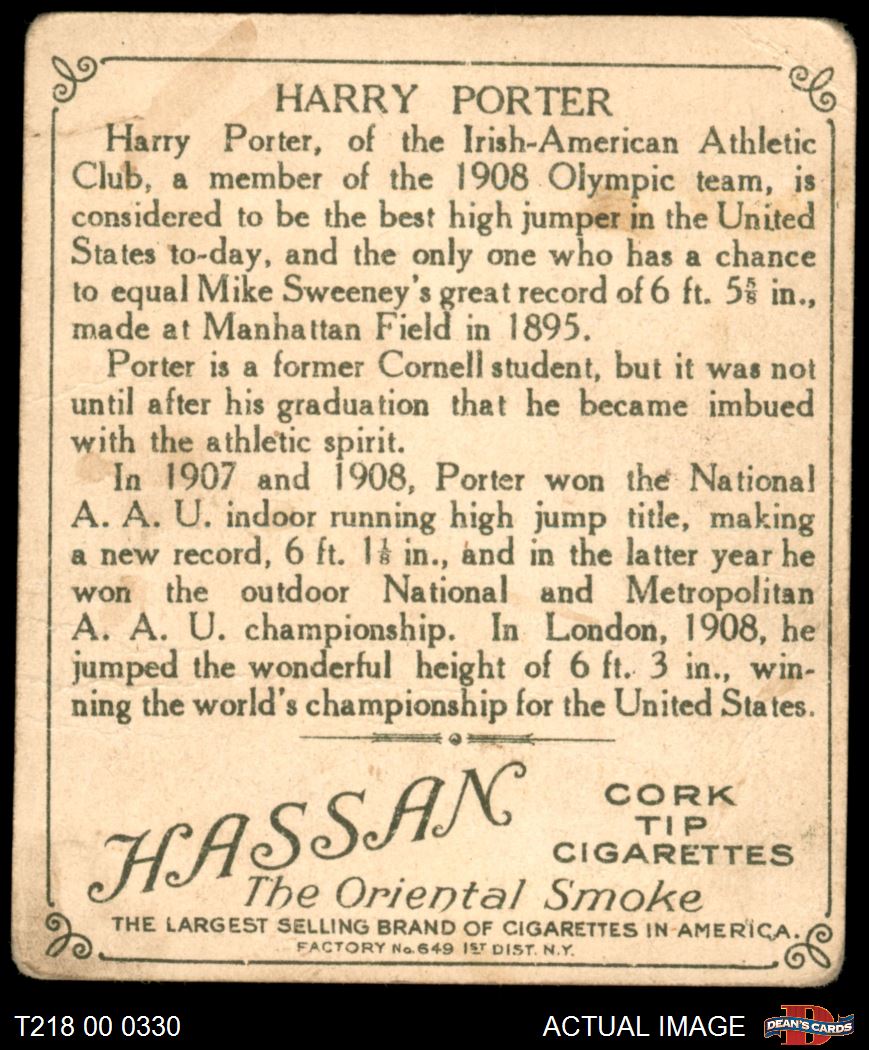 HARRY PORTER
Harry Porter, of the Irish-American Athletic
Club, a member of the 1908 Olympic team, is
considered to be the best high jumper in the United
States to-day, and the only one who has a chance
to equal Mike Sweeney's great record of 6 ft. 5⅝ in.,
made at Manhattan Field in 1895.
Porter is a former Cornell student, but it was not
until after his graduation that he became imbued
with the athletic spirit.
In 1907 and 1908, Porter won the National
A. A. U. indoor running high jump title, making
a new record, 6 ft. 1⅛ in., and in the latter year he
won the outdoor National and Metropolitan
A. A. U. championship. In London, 1908, he
jumped the wonderful height of 6 ft. 3 in., win-
ning the world's championship for the United States.
HASSAN
CORK
TIP
CIGARETTES
The Oriental Smoke
THE LARGEST SELLING BRAND OF CIGARETTES IN AMERICA.
FACTORY No. 649 1ST DIST. N.Y.
T218 00 0330
ACTUAL IMAGE
D
DEAN'S CARDS